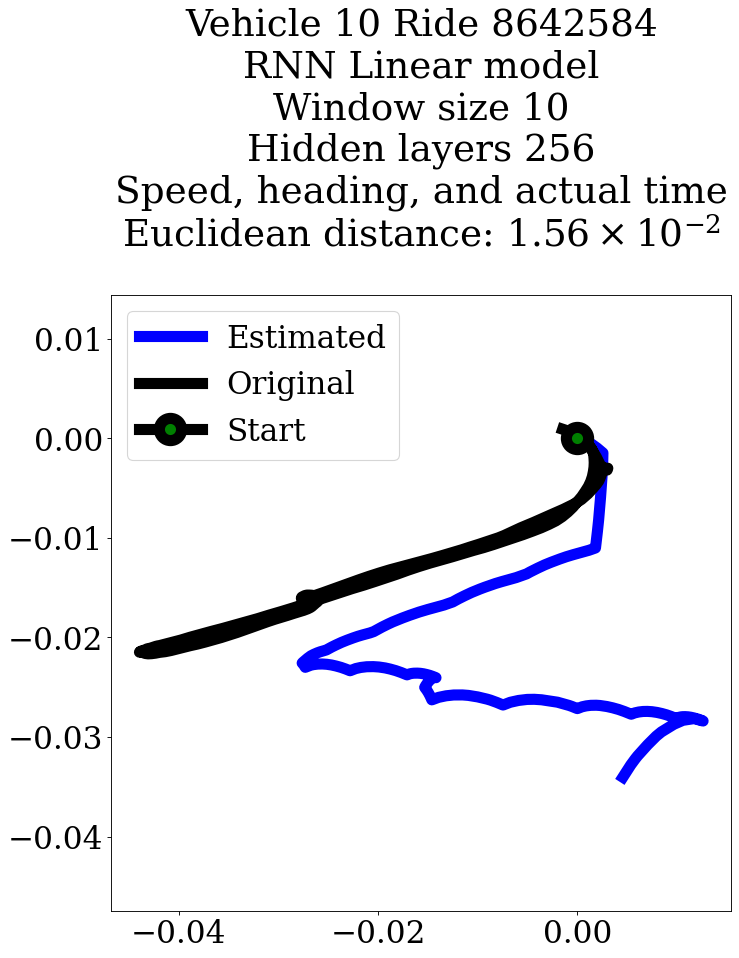 Vehicle 10 Ride 8642584
RNN Linear model
Window size 10
Hidden layers 256
Speed, heading, and actual time
Euclidean distance: 1.56 × 10⁻²
Estimated
Original
Start
0.01
0.00
−0.01
−0.02
−0.03
−0.04
−0.04 −0.02 0.00